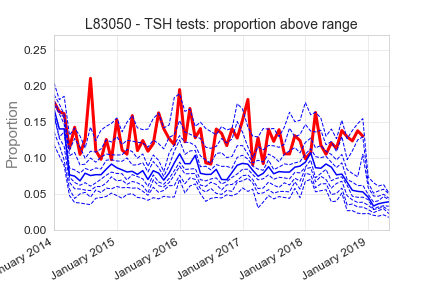 L83050 - TSH tests: proportion above range
Proportion
0.25
0.20
0.15
0.10
0.05
0.00
nuary 2014
January 2015
January 2016
January 2017
January 2018
January 2019